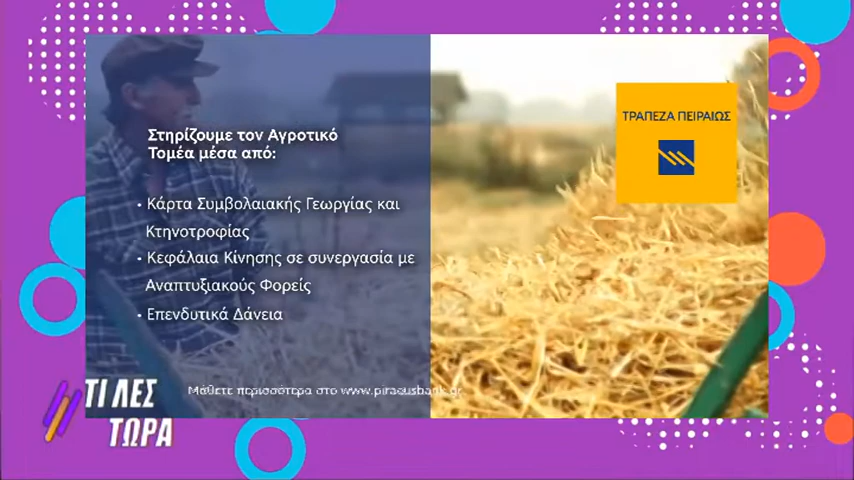 ΤΡΑΠΕΖΑ ΠΕΙΡΑΙΩΣ
Στηρίζουμε τον Αγροτικό
Τομέα μέσα από:
• Κάρτα Συμβολαιακής Γεωργίας και
Κτηνοτροφίας
• Κεφάλαια Κίνησης σε συνεργασία με
Αναπτυξιακούς Φορείς
• Επενδυτικά Δάνεια
Μάθετε περισσότερα στο www.piraeusbank.gr
ΤΙ ΛΕΣ
ΤΩΡΑ